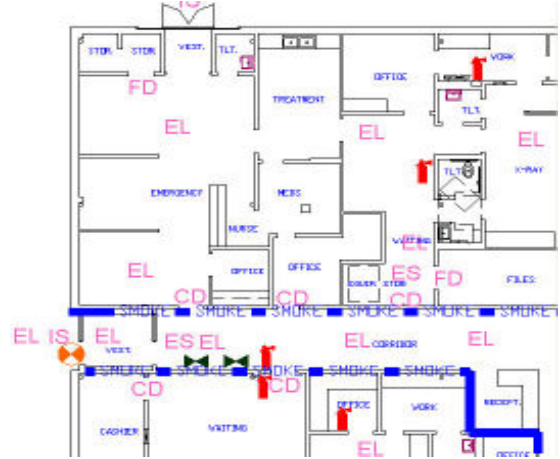 IS
STOR
STOR
VEST.
TLT.
OFFICE
WORK
FD
TREATMENT
TLT.
EL
EL
EL
TLT
X-RAY
EMERGENCY
MEDS
NURSE
WAITING
EL
EL
OFFICE
OFFICE
ES
FD
FILES
STOR
CD
CD
CD
SMOKE SMOKE SMOKE SMOKE SMOKE SMOKE
EL IS
EL
ES EL
EL
CORRIDOR
EL
VEST.
SMOKE SMOKE SMOKE SMOKE
CD
CD
OFFICE
WORK
RECEPT.
CASHIER
WAITING
EL
OFFICE